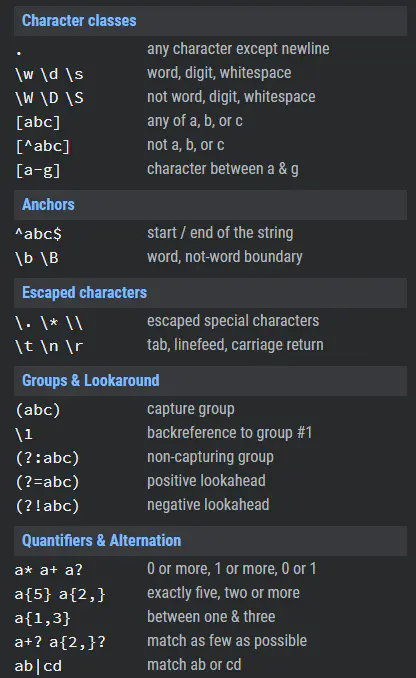 Character classes
. any character except newline
\w \d \s word, digit, whitespace
\W \D \S not word, digit, whitespace
[abc] any of a, b, or c
[^abc] not a, b, or c
[a-g] character between a & g
Anchors
^abc$ start / end of the string
\b \B word, not-word boundary
Escaped characters
\. \* \\ escaped special characters
\t \n \r tab, linefeed, carriage return
Groups & Lookaround
(abc) capture group
\1 backreference to group #1
(?:abc) non-capturing group
(?=abc) positive lookahead
(?!abc) negative lookahead
Quantifiers & Alternation
a* a+ a? 0 or more, 1 or more, 0 or 1
a{5} a{2,} exactly five, two or more
a{1,3} between one & three
a+? a{2,}? match as few as possible
ab|cd match ab or cd